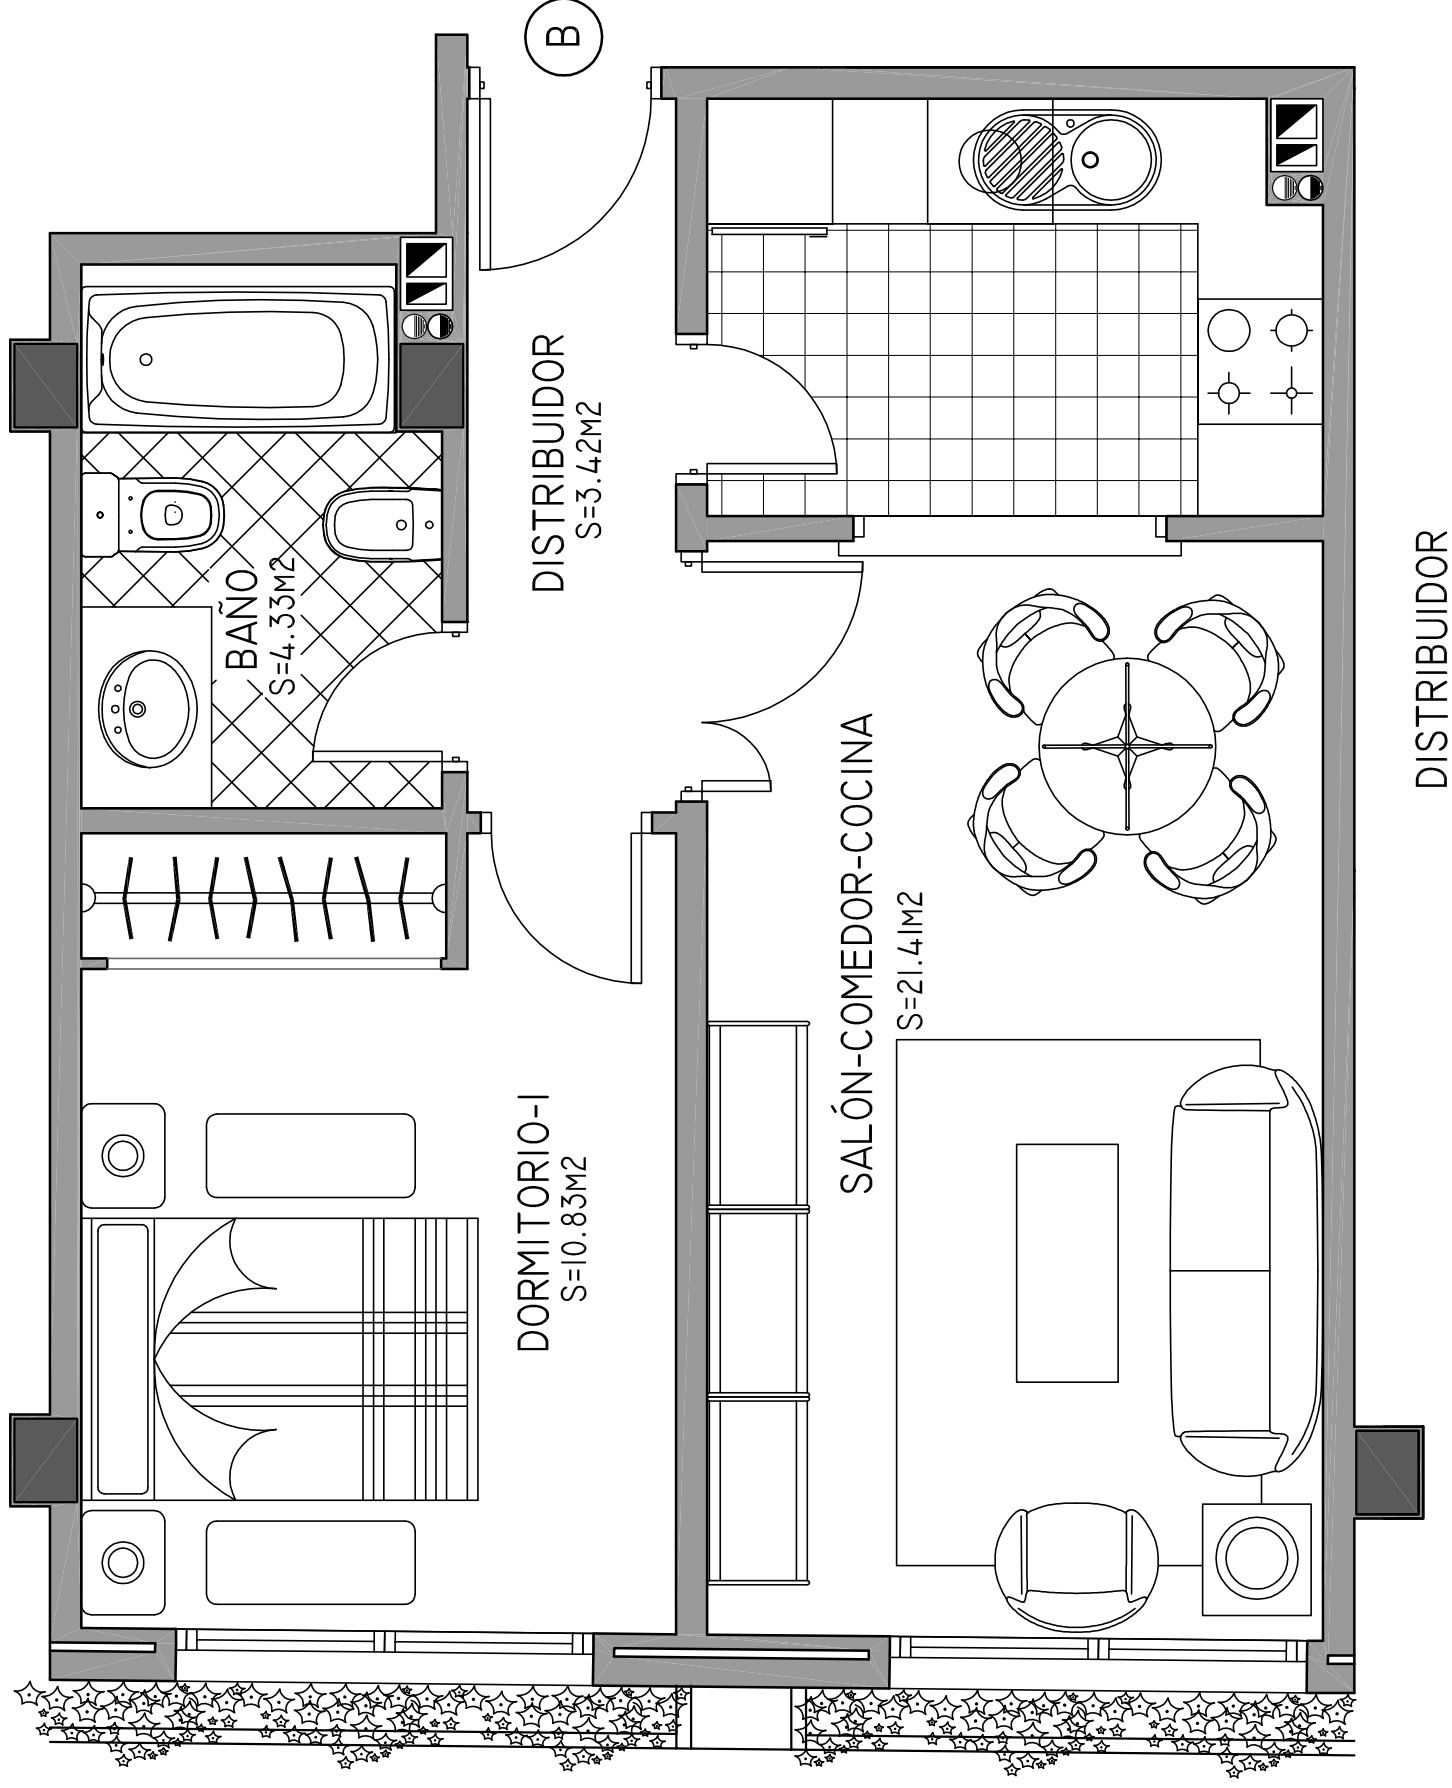 B
DISTRIBUIDOR
S=3.42M2
BAÑO
S=4.33M2
SALÓN-COMEDOR-COCINA
S=21.41M2
DORMITORIO-1
S=10.83M2
DISTRIBUIDOR